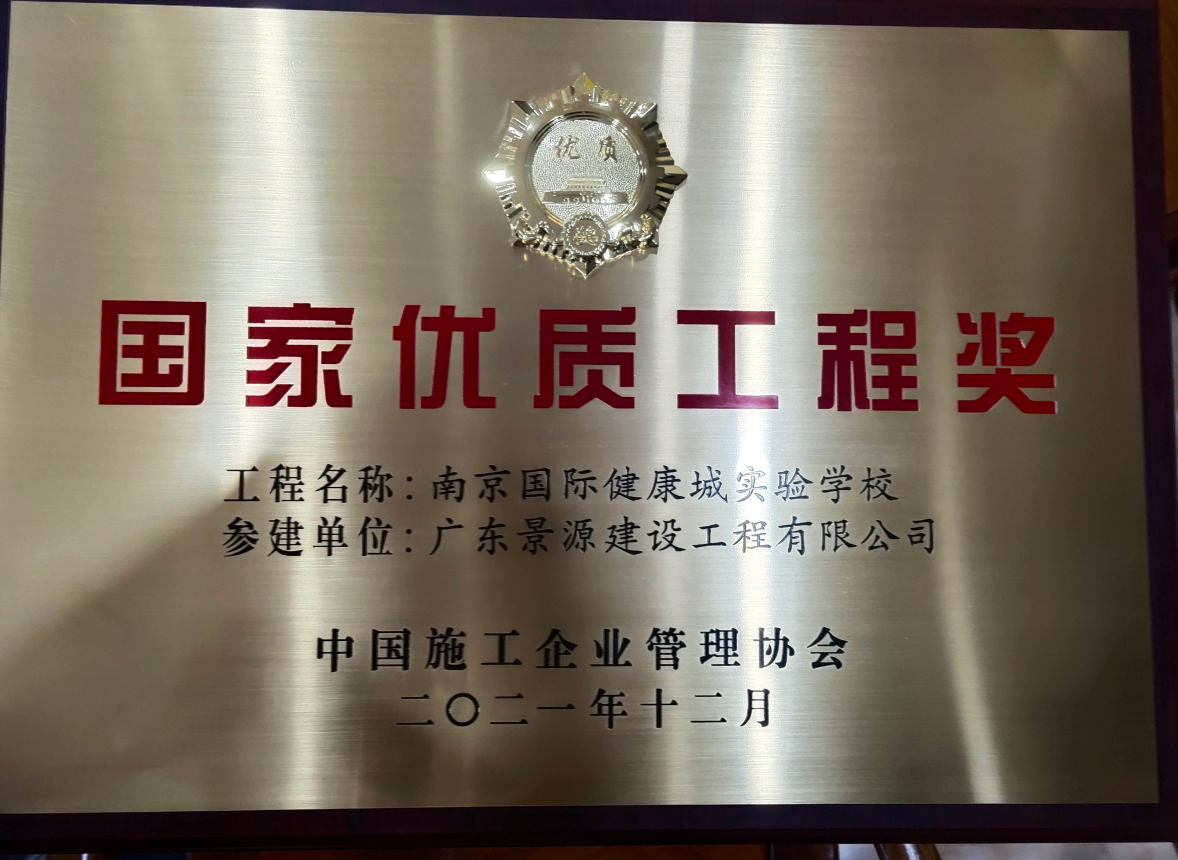 优质
奖
国家优质工程奖
工程名称:南京国际健康城实验学校
参建单位:广东景源建设工程有限公司
中国施工企业管理协会
二〇二一年十二月